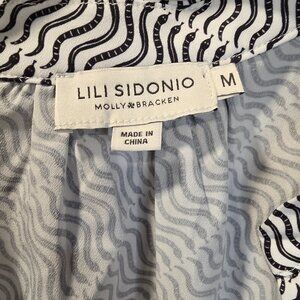 LILI SIDONIO
MOLLY BRACKEN
M
MADE IN
CHINA